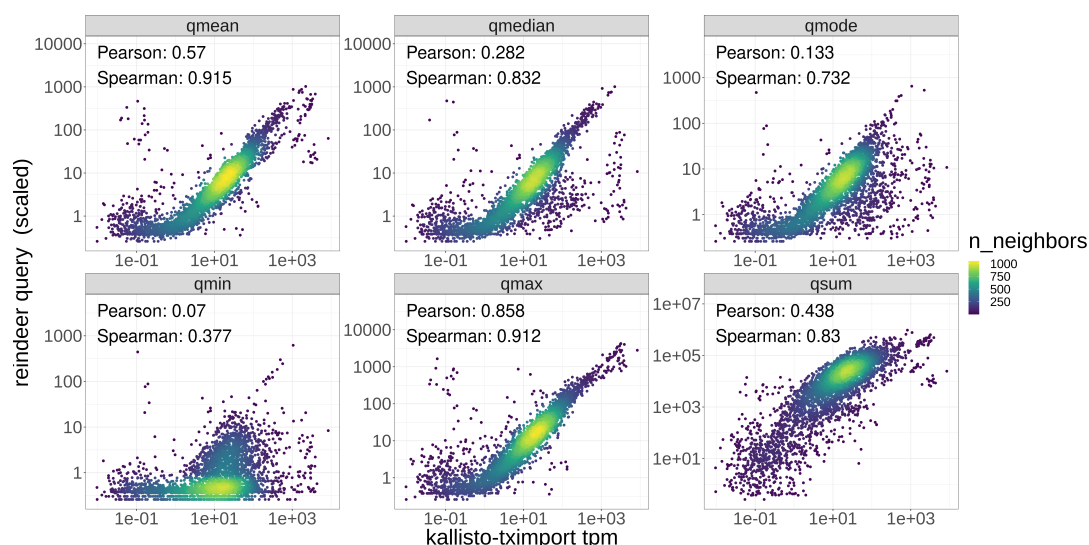 qmean
qmedian
qmode
Pearson: 0.57
Spearman: 0.915
Pearson: 0.282
Spearman: 0.832
Pearson: 0.133
Spearman: 0.732
10000
1000
100
10
1
10000
1000
100
10
1
1000
100
10
1
1e-01
1e+01
1e+03
1e-01
1e+01
1e+03
1e-01
1e+01
1e+03
qmin
qmax
qsum
Pearson: 0.07
Spearman: 0.377
Pearson: 0.858
Spearman: 0.912
Pearson: 0.438
Spearman: 0.83
1000
100
10
1
10000
1000
100
10
1
1e+07
1e+05
1e+03
1e+01
1e-01
1e+01
1e+03
1e-01
1e+01
1e+03
1e-01
1e+01
1e+03
reindeer query (scaled)
kallisto-tximport tpm
n_neighbors
1000
750
500
250